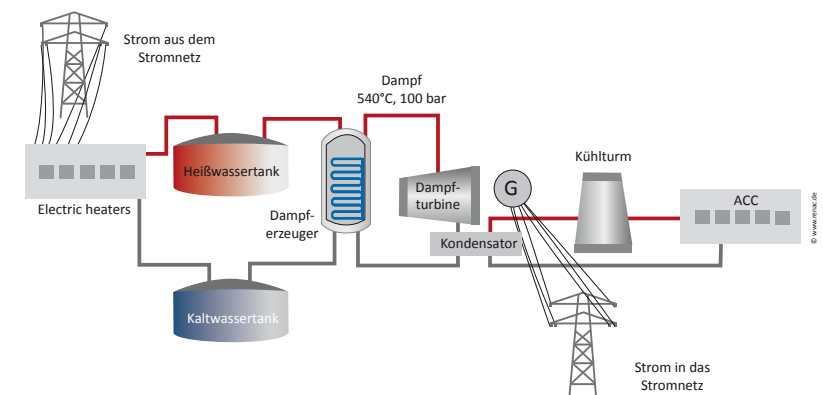 Strom aus dem
Stromnetz
Dampf
540°C, 100 bar
Heißwassertank
Electric heaters
Dampf-
erzeuger
Dampf-
turbine
G
Kondensator
Kühlturm
ACC
Kaltwassertank
Strom in das
Stromnetz
© www.renac.de